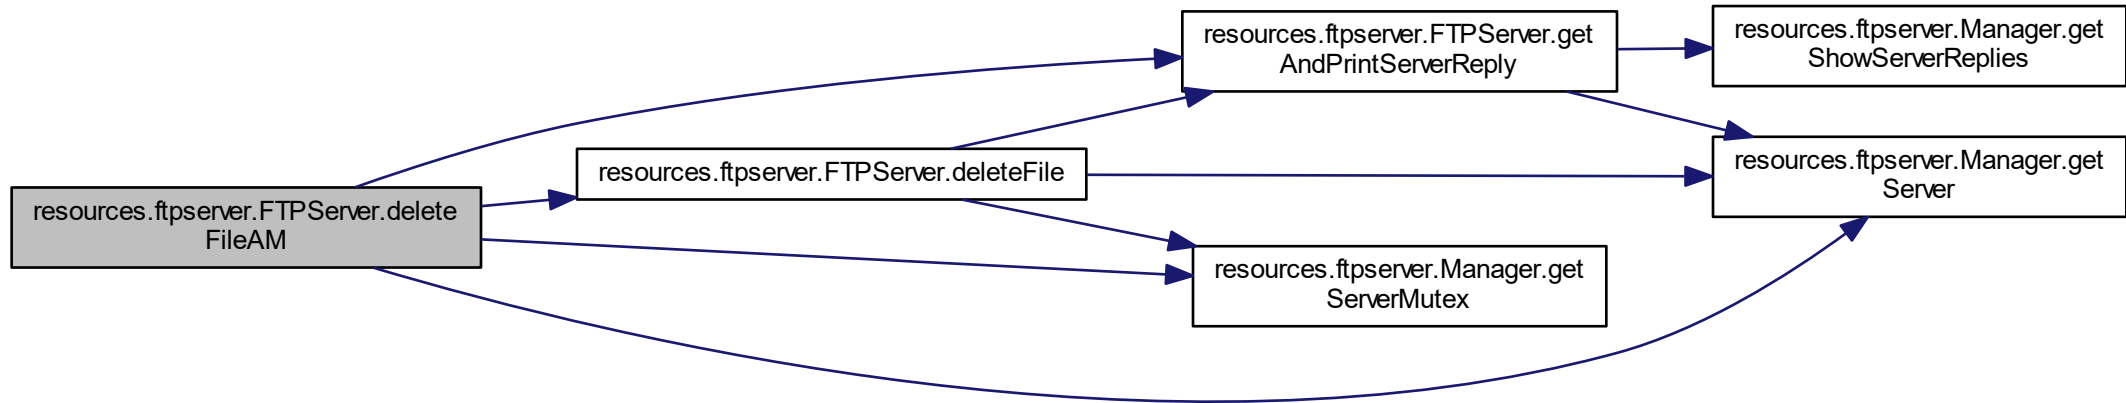 resources.ftpserver.FTPServer.delete
FileAM
resources.ftpserver.FTPServer.deleteFile
resources.ftpserver.FTPServer.get
AndPrintServerReply
resources.ftpserver.Manager.get
ServerMutex
resources.ftpserver.Manager.get
ShowServerReplies
resources.ftpserver.Manager.get
Server